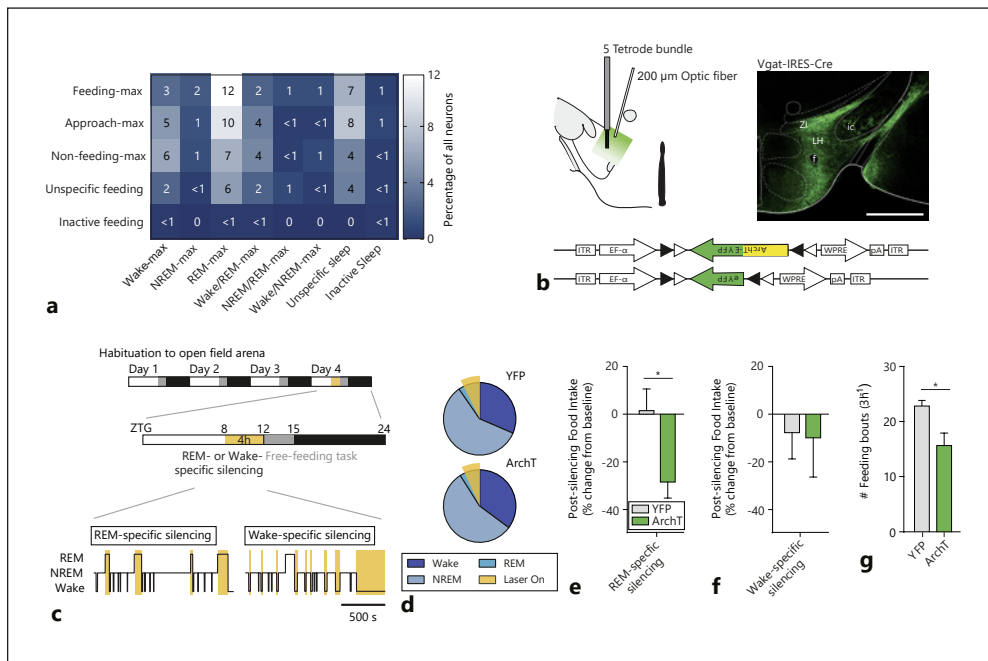 5 Tetrode bundle
200 µm Optic fiber
Vgat-IRES-Cre
ZI
ic
LH
f
Feeding-max 3 2 12 2 1 1 7 1
Approach-max 5 1 10 4 <1 <1 8 1
Non-feeding-max 6 1 7 4 <1 1 4 <1
Unspecific feeding 2 <1 6 2 1 <1 4 <1
Inactive feeding <1 0 <1 <1 0 0 0 <1
12
8
4
0
Percentage of all neurons
Wake-max
NREM-max
REM-max
Wake/REM-max
NREM/REM-max
Wake/NREM-max
Unspecific sleep
Inactive Sleep
a
ITR EF-α EYFP ArchT WPRE pA ITR
ITR EF-α eYFP WPRE pA ITR
b
Habituation to open field arena
Day 1 Day 2 Day 3 Day 4
ZTG 8 12 15 24
4h
REM- or Wake- Free-feeding task
specific silencing
REM-specific silencing Wake-specific silencing
REM
NREM
Wake
500 s
c
YFP
ArchT
Wake REM
NREM Laser On
d
Post-silencing Food Intake
(% change from baseline)
20
0
-20
-40
*
YFP
ArchT
REM-specfic
silencing
e
Post-silencing Food Intake
(% change from baseline)
20
0
-20
-40
Wake-specific
silencing
f
# Feeding bouts (3h¹)
30
20
10
0
*
YFP
ArchT
g